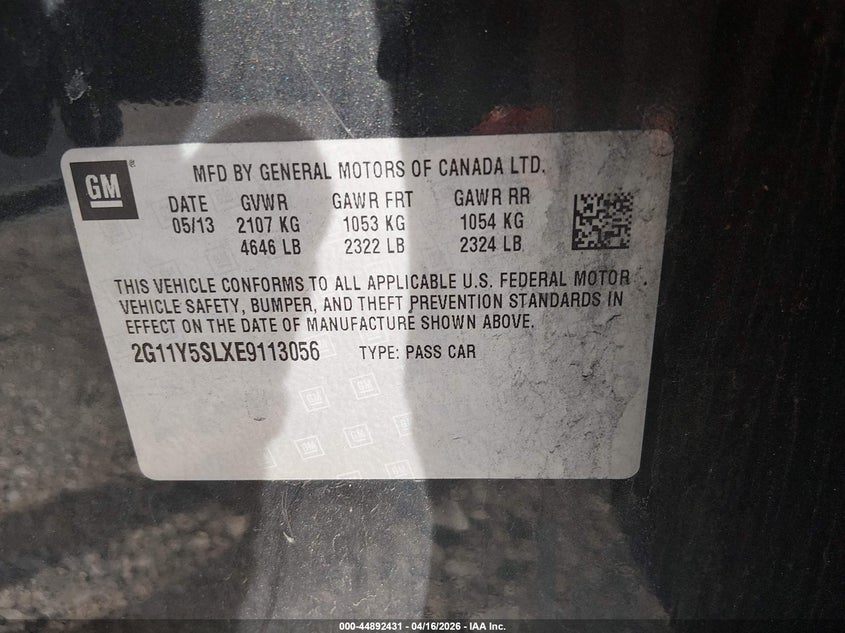 GM ®
MFD BY GENERAL MOTORS OF CANADA LTD.
DATE GVWR GAWR FRT GAWR RR
05/13 2107 KG 1053 KG 1054 KG
4646 LB 2322 LB 2324 LB
THIS VEHICLE CONFORMS TO ALL APPLICABLE U.S. FEDERAL MOTOR
VEHICLE SAFETY, BUMPER, AND THEFT PREVENTION STANDARDS IN
EFFECT ON THE DATE OF MANUFACTURE SHOWN ABOVE.
2G11Y5SLXE9113056 TYPE: PASS CAR
000-44892431 - 04/16/2026 - IAA Inc.